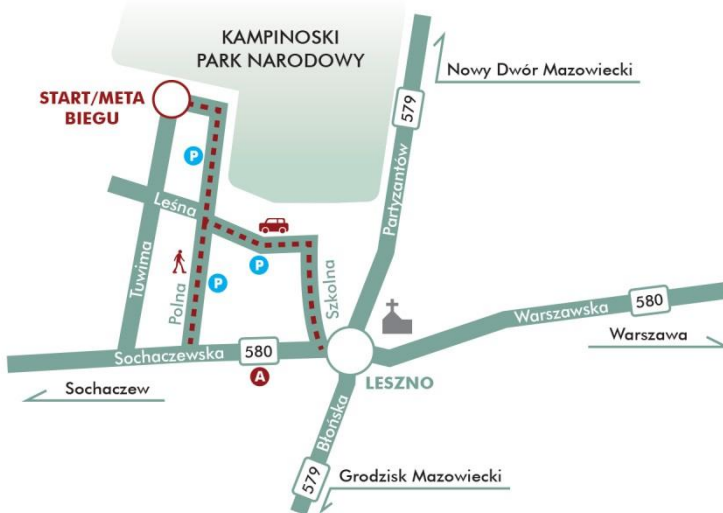 KAMPINOSKI
PARK NARODOWY
Nowy Dwór Mazowiecki
START/META
BIEGU
579
P
Partyzantów
Leśna
Tuwima
Polna
P
P
Szkolna
Warszawska
580
Warszawa
Sochaczewska
580
A
LESZNO
Sochaczew
Błońska
579
Grodzisk Mazowiecki